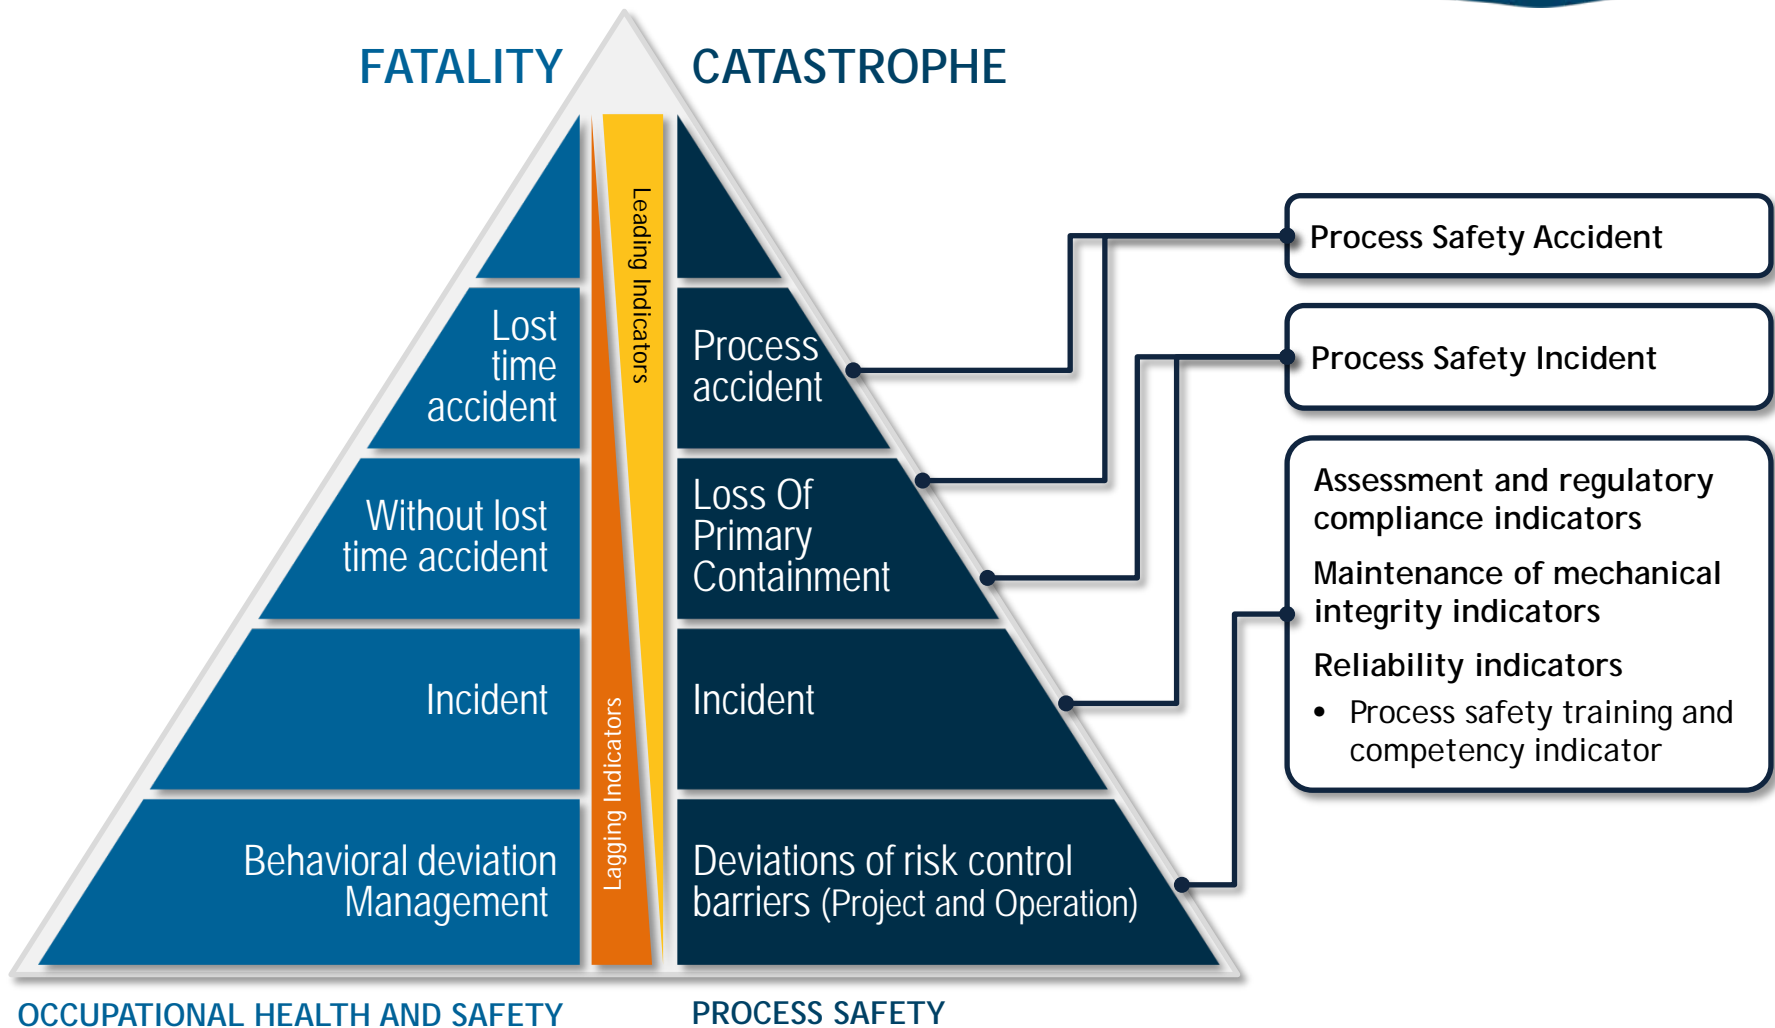 FATALITY
CATASTROPHE
Leading Indicators
Lagging Indicators
Lost
time
accident
Without lost
time accident
Incident
Behavioral deviation
Management
Process
accident
Loss Of
Primary
Containment
Incident
Deviations of risk control
barriers (Project and Operation)
Process Safety Accident
Process Safety Incident
Assessment and regulatory
compliance indicators
Maintenance of mechanical
integrity indicators
Reliability indicators
• Process safety training and
competency indicator
OCCUPATIONAL HEALTH AND SAFETY
PROCESS SAFETY